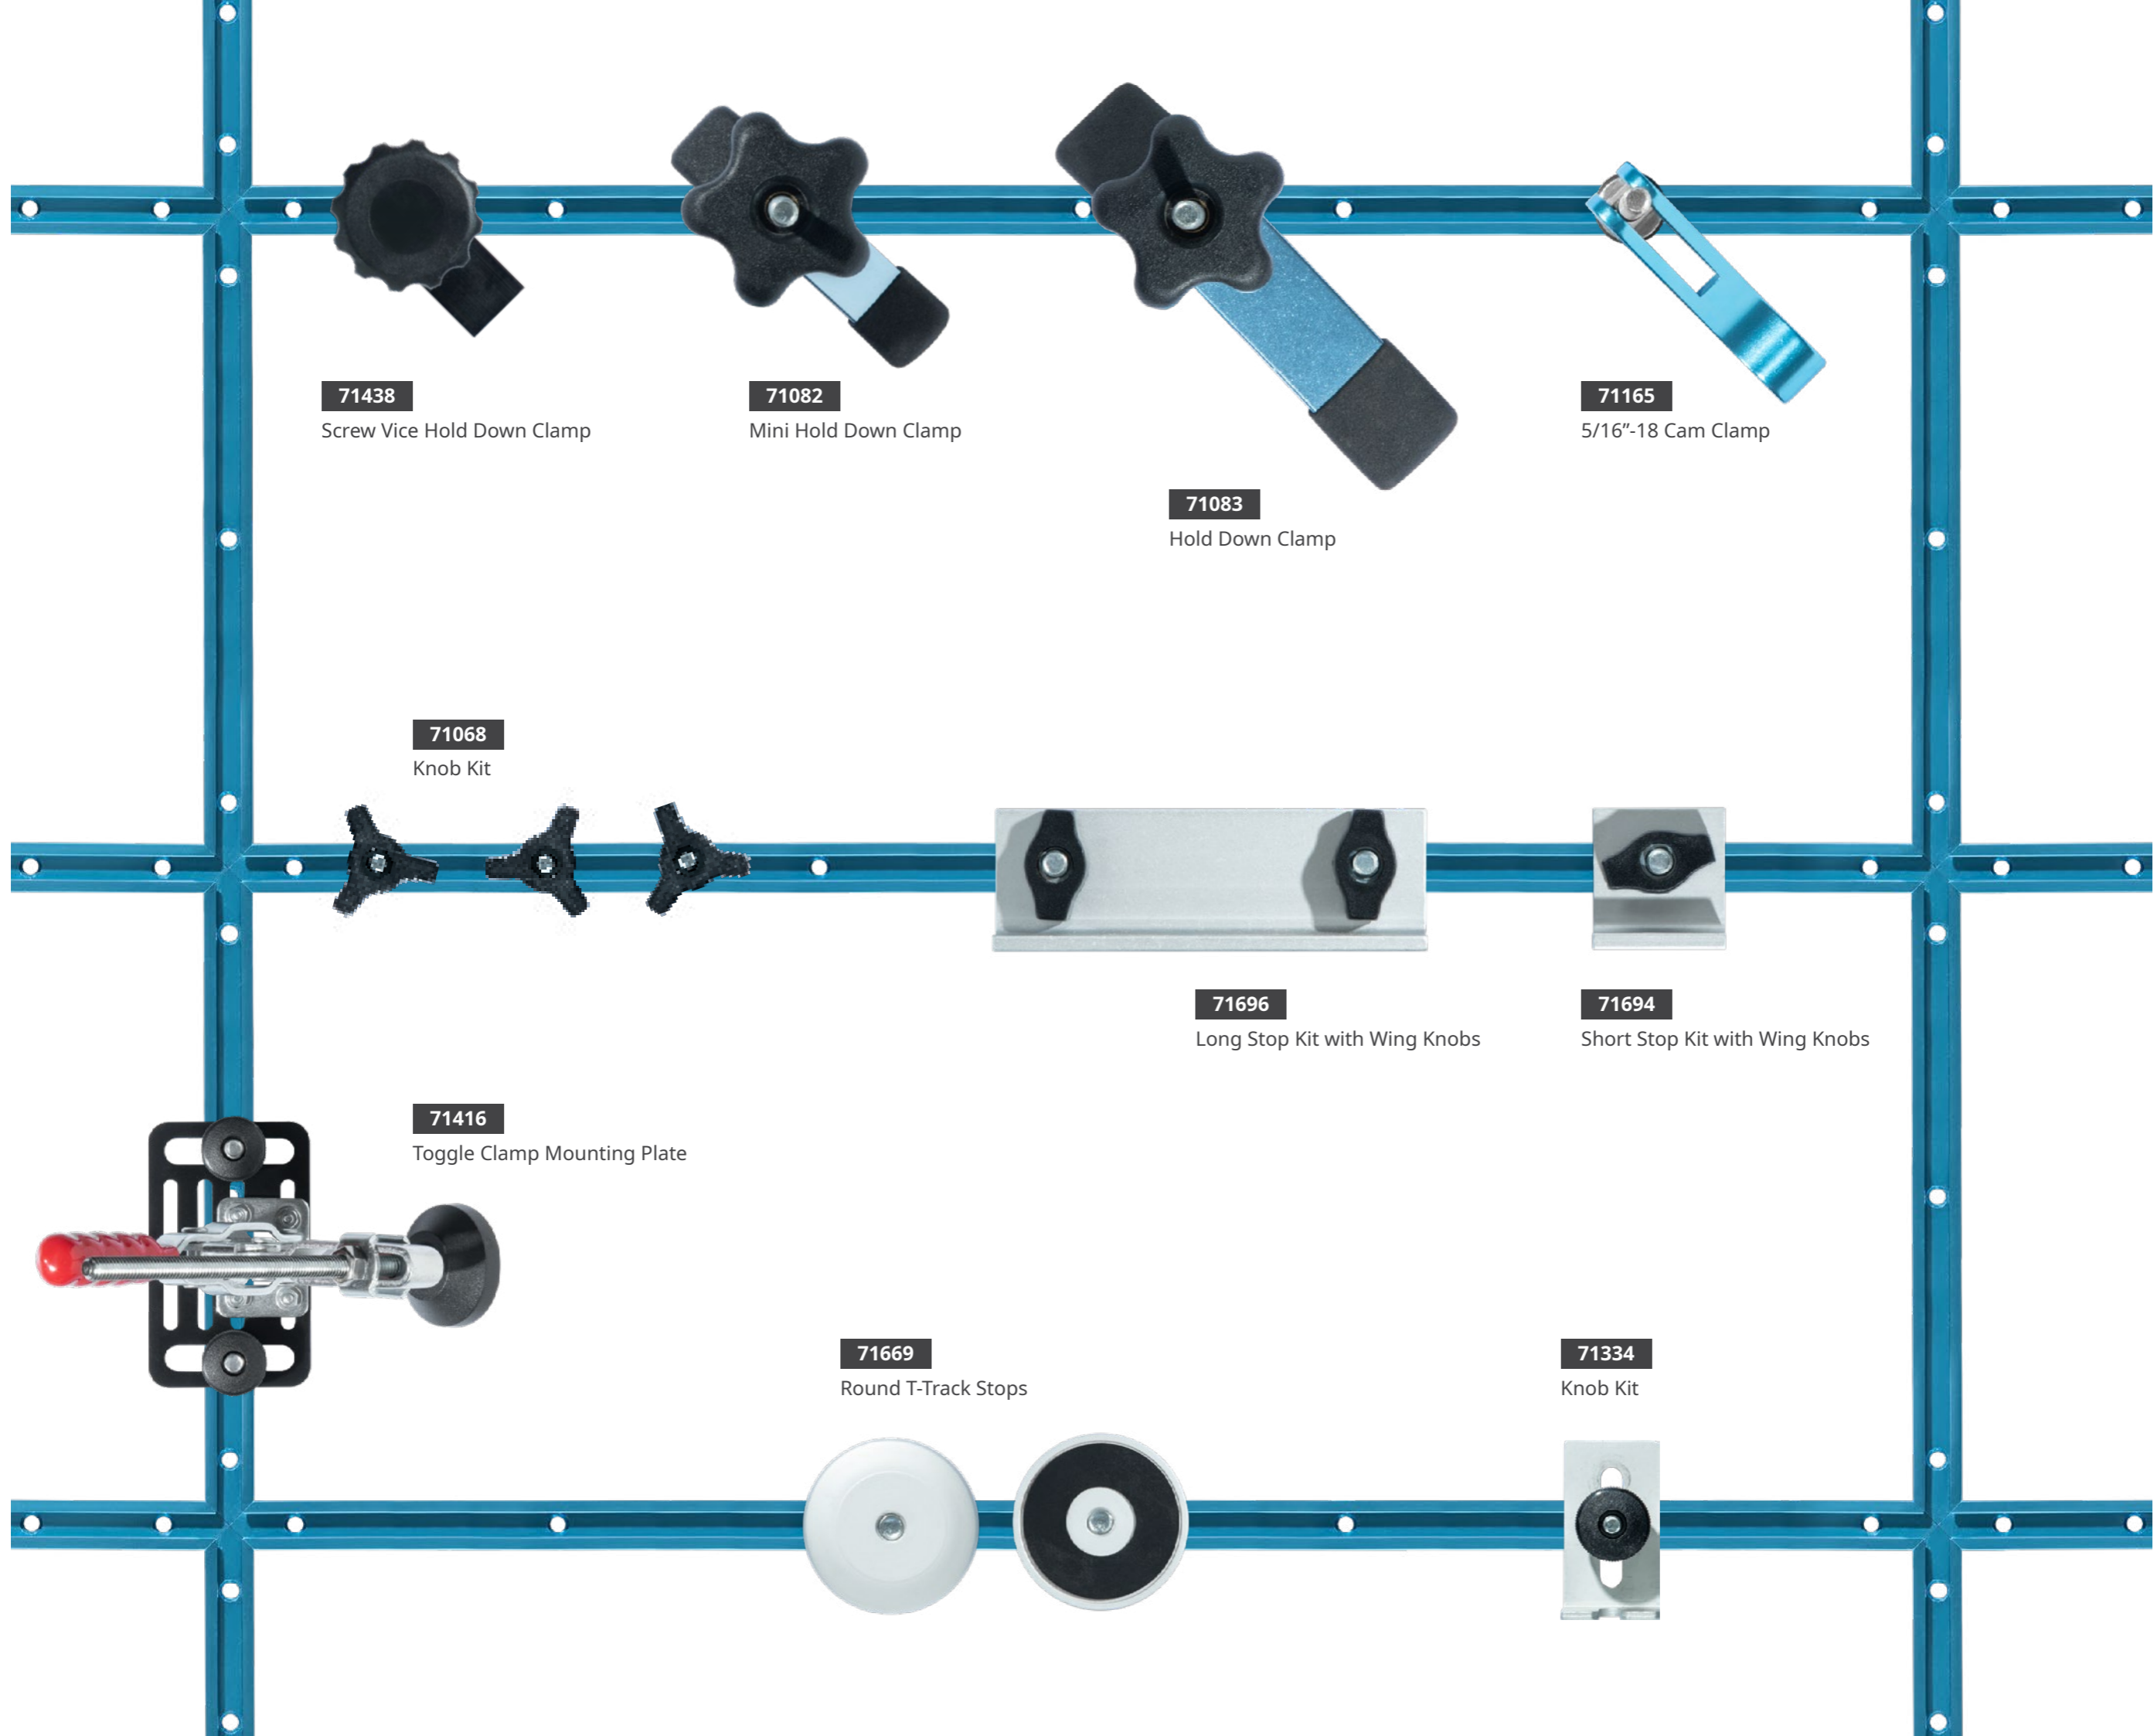 71438
Screw Vice Hold Down Clamp
71082
Mini Hold Down Clamp
71083
Hold Down Clamp
71165
5/16”-18 Cam Clamp
71068
Knob Kit
71696
Long Stop Kit with Wing Knobs
71694
Short Stop Kit with Wing Knobs
71416
Toggle Clamp Mounting Plate
71669
Round T-Track Stops
71334
Knob Kit